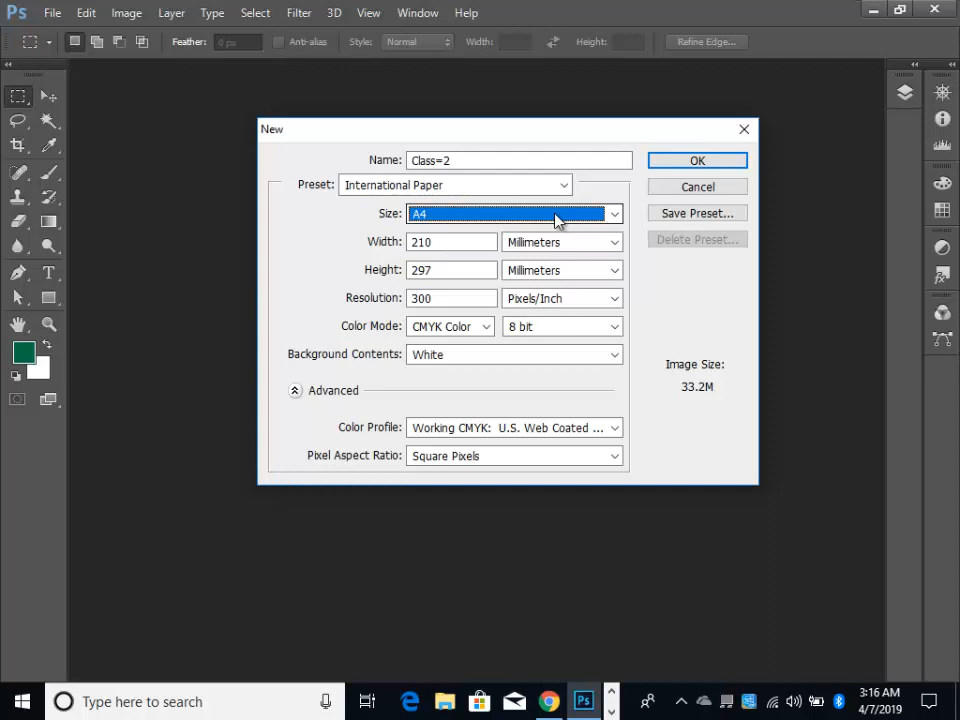 Ps File Edit Image Layer Type Select Filter 3D View Window Help
Feather: 0 px Anti-alias Style: Normal Width: Height: Refine Edge...
New
Name: Class=2 OK
Preset: International Paper Cancel
Size: A4 Save Preset...
Width: 210 Millimeters Delete Preset...
Height: 297 Millimeters
Resolution: 300 Pixels/Inch
Color Mode: CMYK Color 8 bit
Background Contents: White
Image Size:
33.2M
Advanced
Color Profile: Working CMYK: U.S. Web Coated ...
Pixel Aspect Ratio: Square Pixels
Type here to search
Ps
3:16 AM
4/7/2019